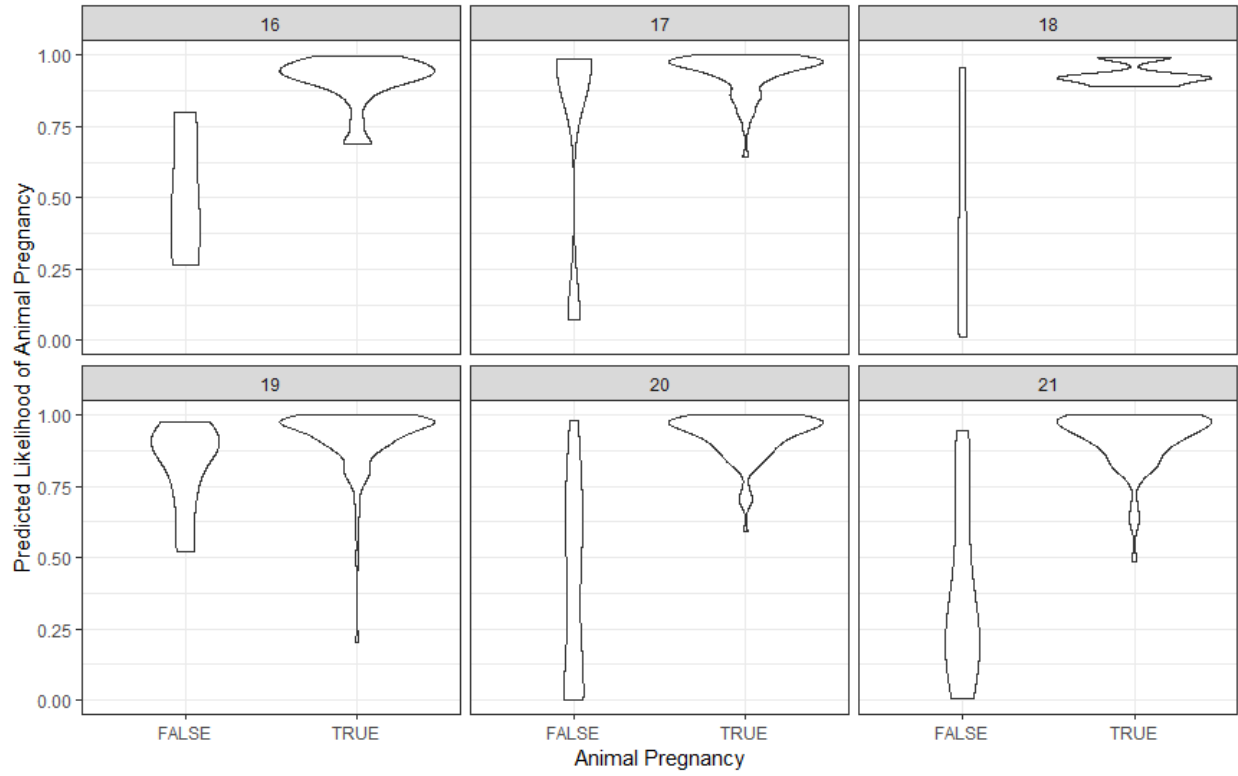 16 17 18
1.00
0.75
0.50
0.25
0.00
19 20 21
1.00
0.75
0.50
0.25
0.00
FALSE TRUE FALSE TRUE FALSE TRUE
Animal Pregnancy
Predicted Likelihood of Animal Pregnancy